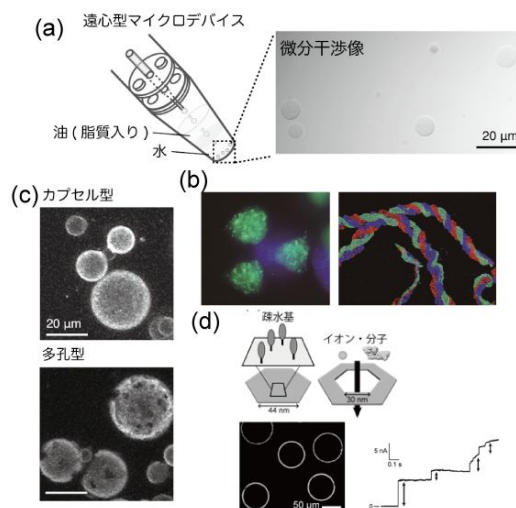 (a)
遠心型マイクロデバイス
油 ( 脂質入り )
水
微分干渉像
20 μm
(c)
カプセル型
20 μm
多孔型
(b)
(d)
疎水基
44 nm
イオン・分子
30 nm
50 μm
5 nA
0.1 s
0